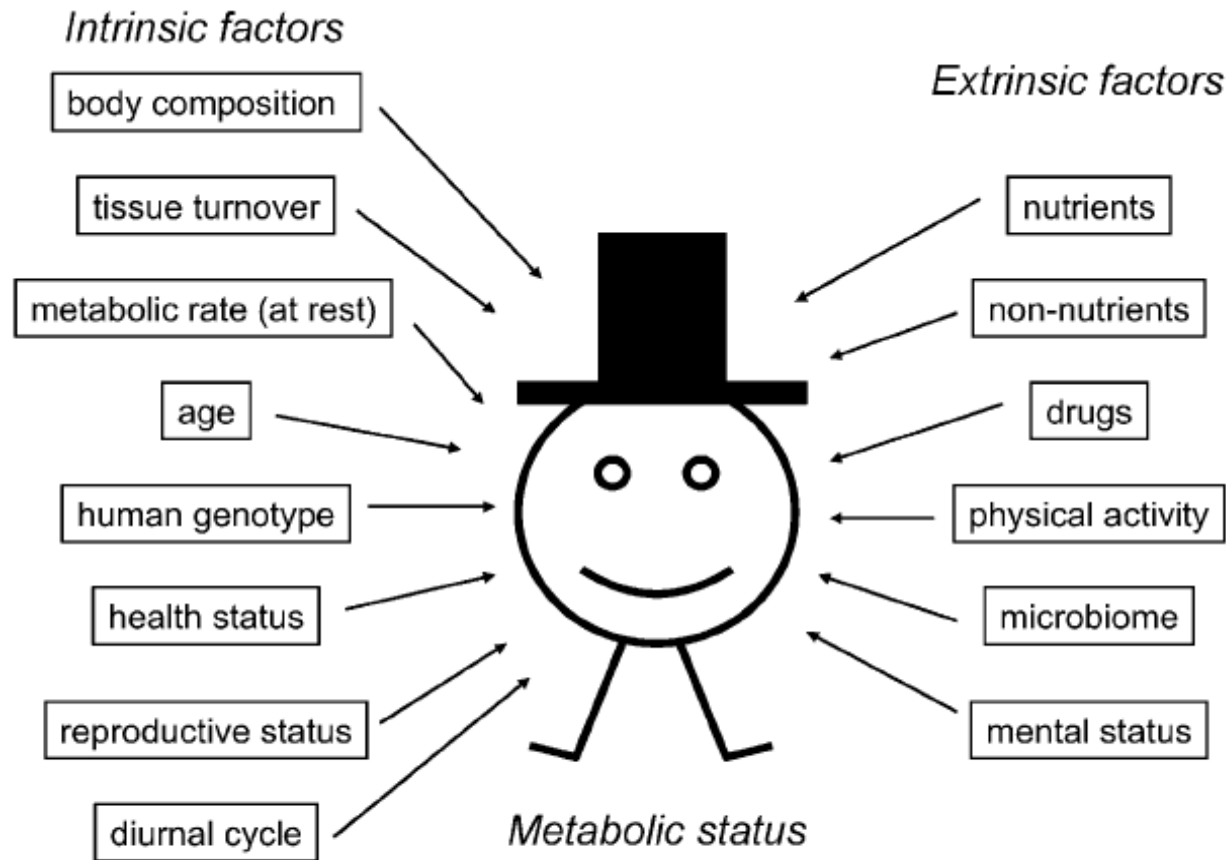 Intrinsic factors
body composition
tissue turnover
metabolic rate (at rest)
age
human genotype
health status
reproductive status
diurnal cycle
Extrinsic factors
nutrients
non-nutrients
drugs
physical activity
microbiome
mental status
Metabolic status